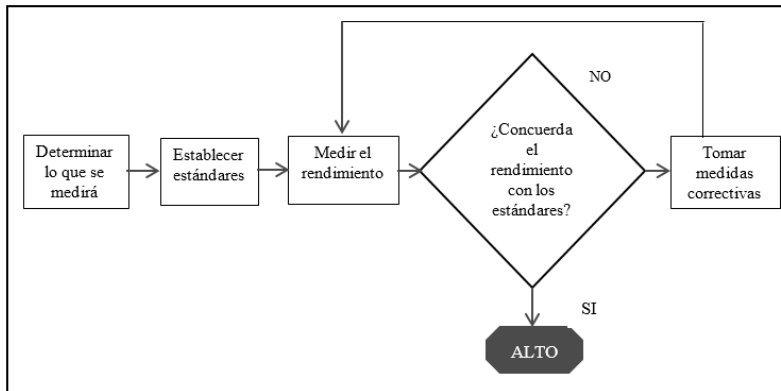 Determinar
lo que se
medirá
Establecer
estándares
Medir el
rendimiento
¿Concuerda
el
rendimiento
con los
estándares?
NO
Tomar
medidas
correctivas
SI
ALTO